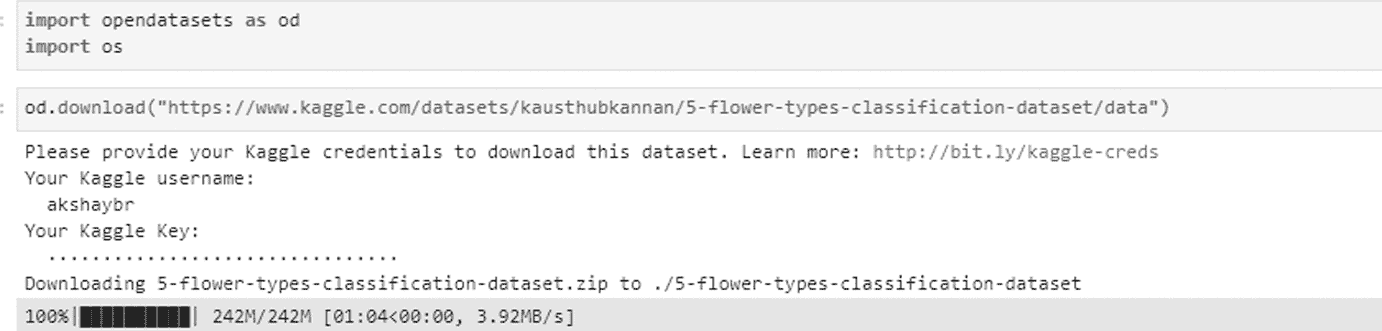 import opendatasets as od
import os
od.download("https://www.kaggle.com/datasets/kausthubkannan/5-flower-types-classification-dataset/data")
Please provide your Kaggle credentials to download this dataset. Learn more: http://bit.ly/kaggle-creds
Your Kaggle username:
akshaybr
Your Kaggle Key:
································
Downloading 5-flower-types-classification-dataset.zip to ./5-flower-types-classification-dataset
100%|██████████| 242M/242M [01:04<00:00, 3.92MB/s]